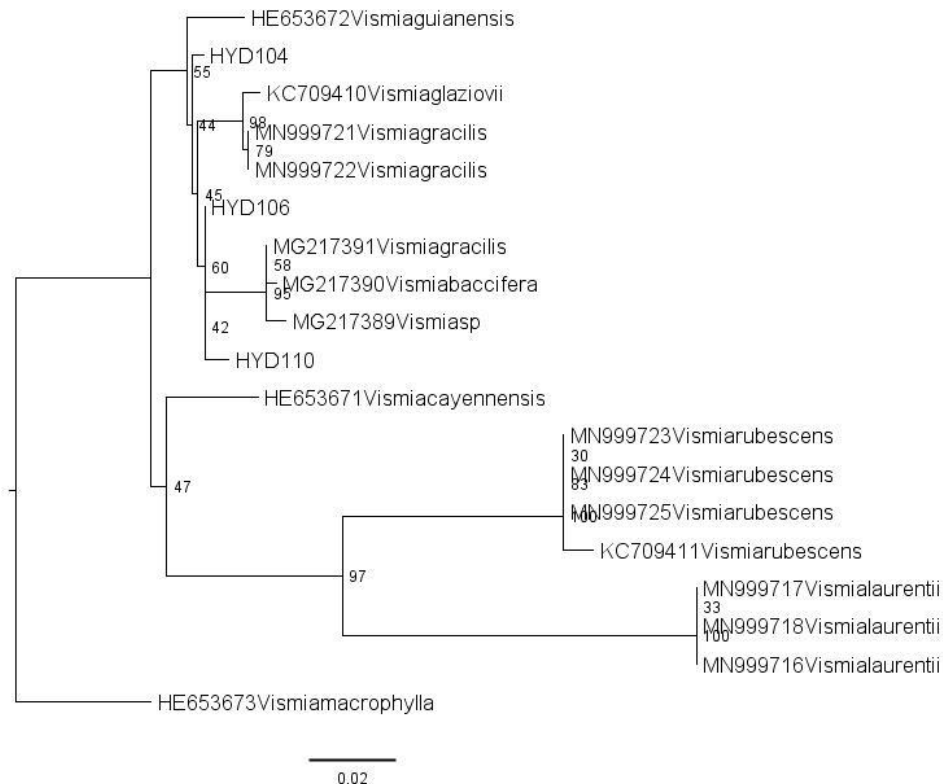 HE653672Vismiaguianensis
HYD104
55
KC709410Vismiaglaziovii
98
44
MN999721Vismiagracilis
79
MN999722Vismiagracilis
45
HYD106
MG217391Vismiagracilis
58
60
MG217390Vismiabaccifera
95
MG217389Vismiasp
42
HYD110
HE653671Vismiacayennensis
MN999723Vismiarubescens
30
MN999724Vismiarubescens
83
47
MN999725Vismiarubescens
100
KC709411Vismiarubescens
97
MN999717Vismialaurentii
33
MN999718Vismialaurentii
100
MN999716Vismialaurentii
HE653673Vismiamacrophylla
0.02